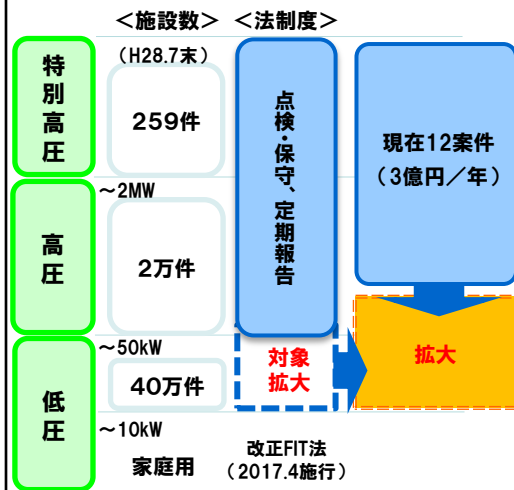 ＜施設数＞ ＜法制度＞
（H28.7末）
特別高圧
259件
点検・保守、定期報告
現在12案件
（3億円／年）
～2MW
高圧
2万件
～50kW
対象
拡大
拡大
低圧
40万件
～10kW
家庭用
改正FIT法
（2017.4施行）